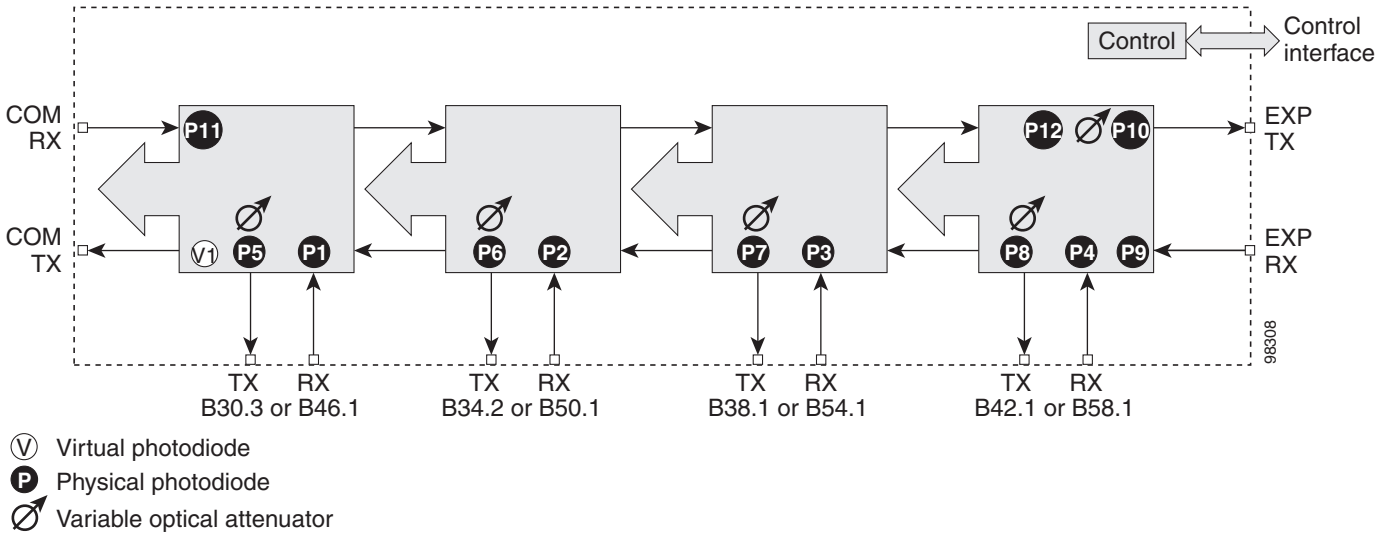 Control
Control
interface
COM
RX
P11
P12
P10
EXP
TX
COM
TX
V1
P5
P1
P6
P2
P7
P3
P8
P4
P9
EXP
RX
98308
TX RX
B30.3 or B46.1
TX RX
B34.2 or B50.1
TX RX
B38.1 or B54.1
TX RX
B42.1 or B58.1
V Virtual photodiode
P Physical photodiode
Variable optical attenuator